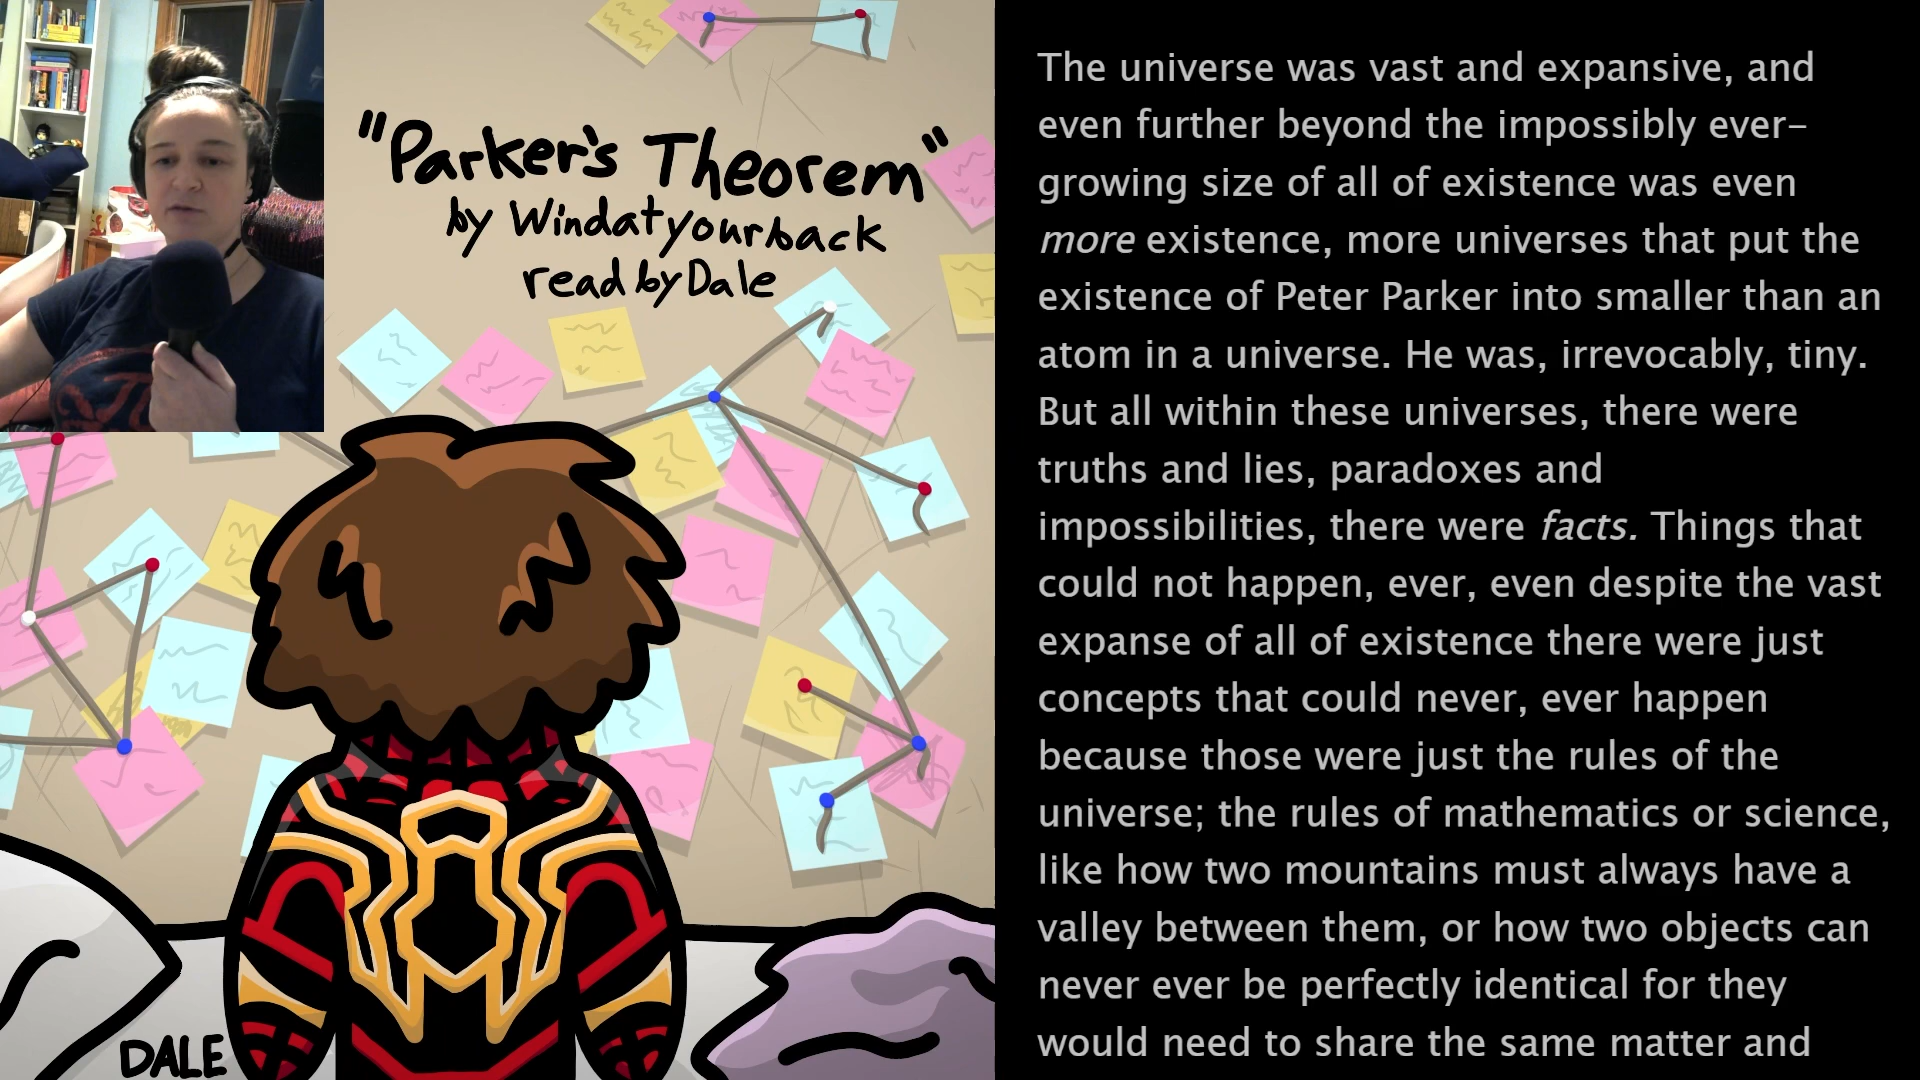 "Parker's Theorem"
by Windatyourback
read by Dale
DALE
The universe was vast and expansive, and
even further beyond the impossibly ever-
growing size of all of existence was even
more existence, more universes that put the
existence of Peter Parker into smaller than an
atom in a universe. He was, irrevocably, tiny.
But all within these universes, there were
truths and lies, paradoxes and
impossibilities, there were facts. Things that
could not happen, ever, even despite the vast
expanse of all of existence there were just
concepts that could never, ever happen
because those were just the rules of the
universe; the rules of mathematics or science,
like how two mountains must always have a
valley between them, or how two objects can
never ever be perfectly identical for they
would need to share the same matter and